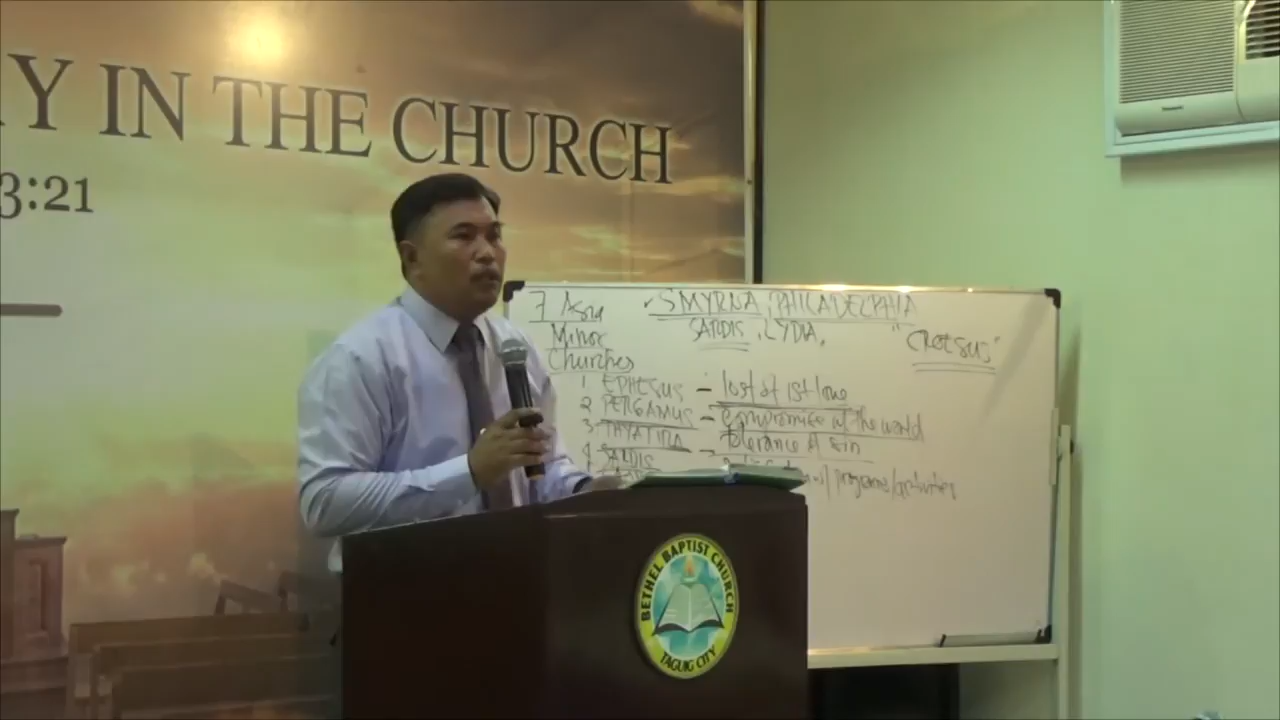 Y IN THE CHURCH
3:21
7 Asia
Minor
Churches
✓ SMYRNA, PHILADELPHIA
SARDIS, LYDIA,
"CROESUS"
1. EPHESUS – lost of 1st love
2 PERGAMUS – compromise w/ the world
3. THYATIRA – tolerance of sin
4. SARDIS
w/ programs/activities
BETHEL BAPTIST CHURCH
TAGUIG CITY